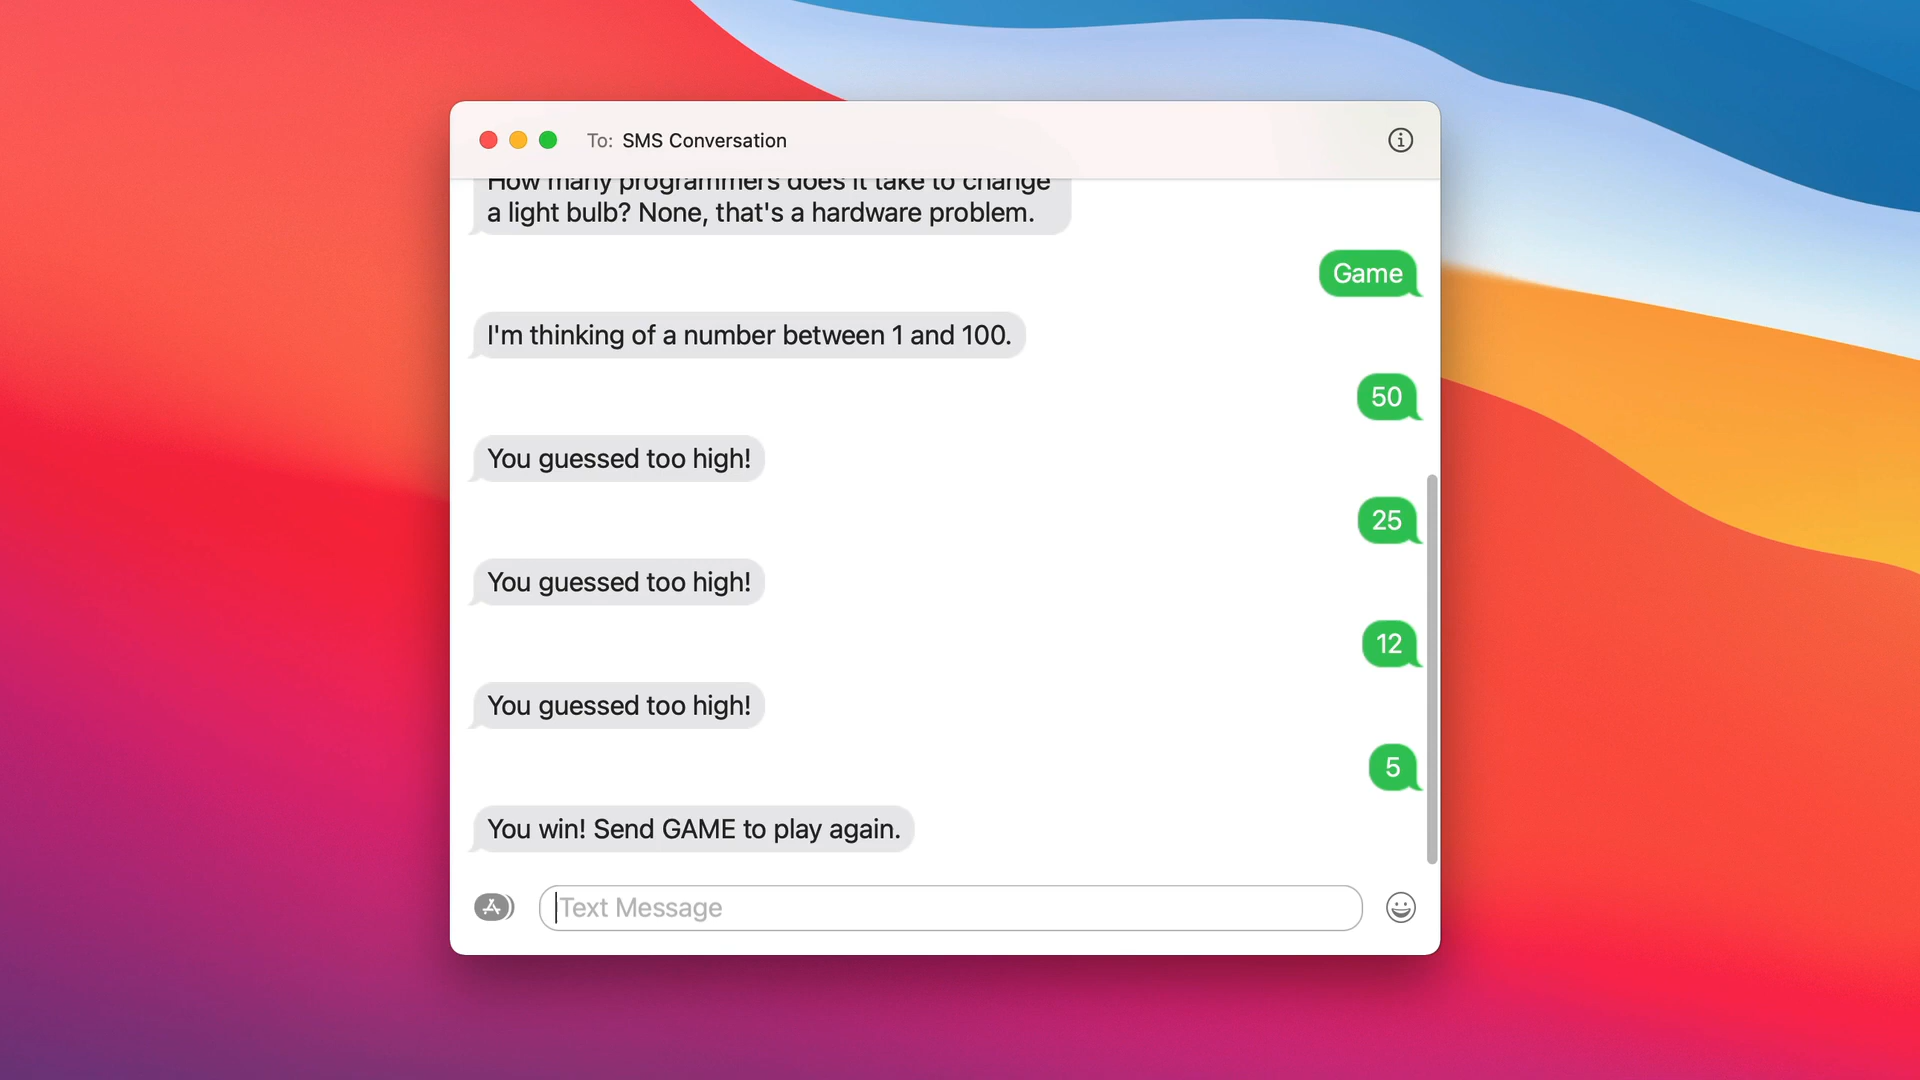 To: SMS Conversation
How many programmers does it take to change
a light bulb? None, that's a hardware problem.
Game
I'm thinking of a number between 1 and 100.
50
You guessed too high!
25
You guessed too high!
12
You guessed too high!
5
You win! Send GAME to play again.
Text Message